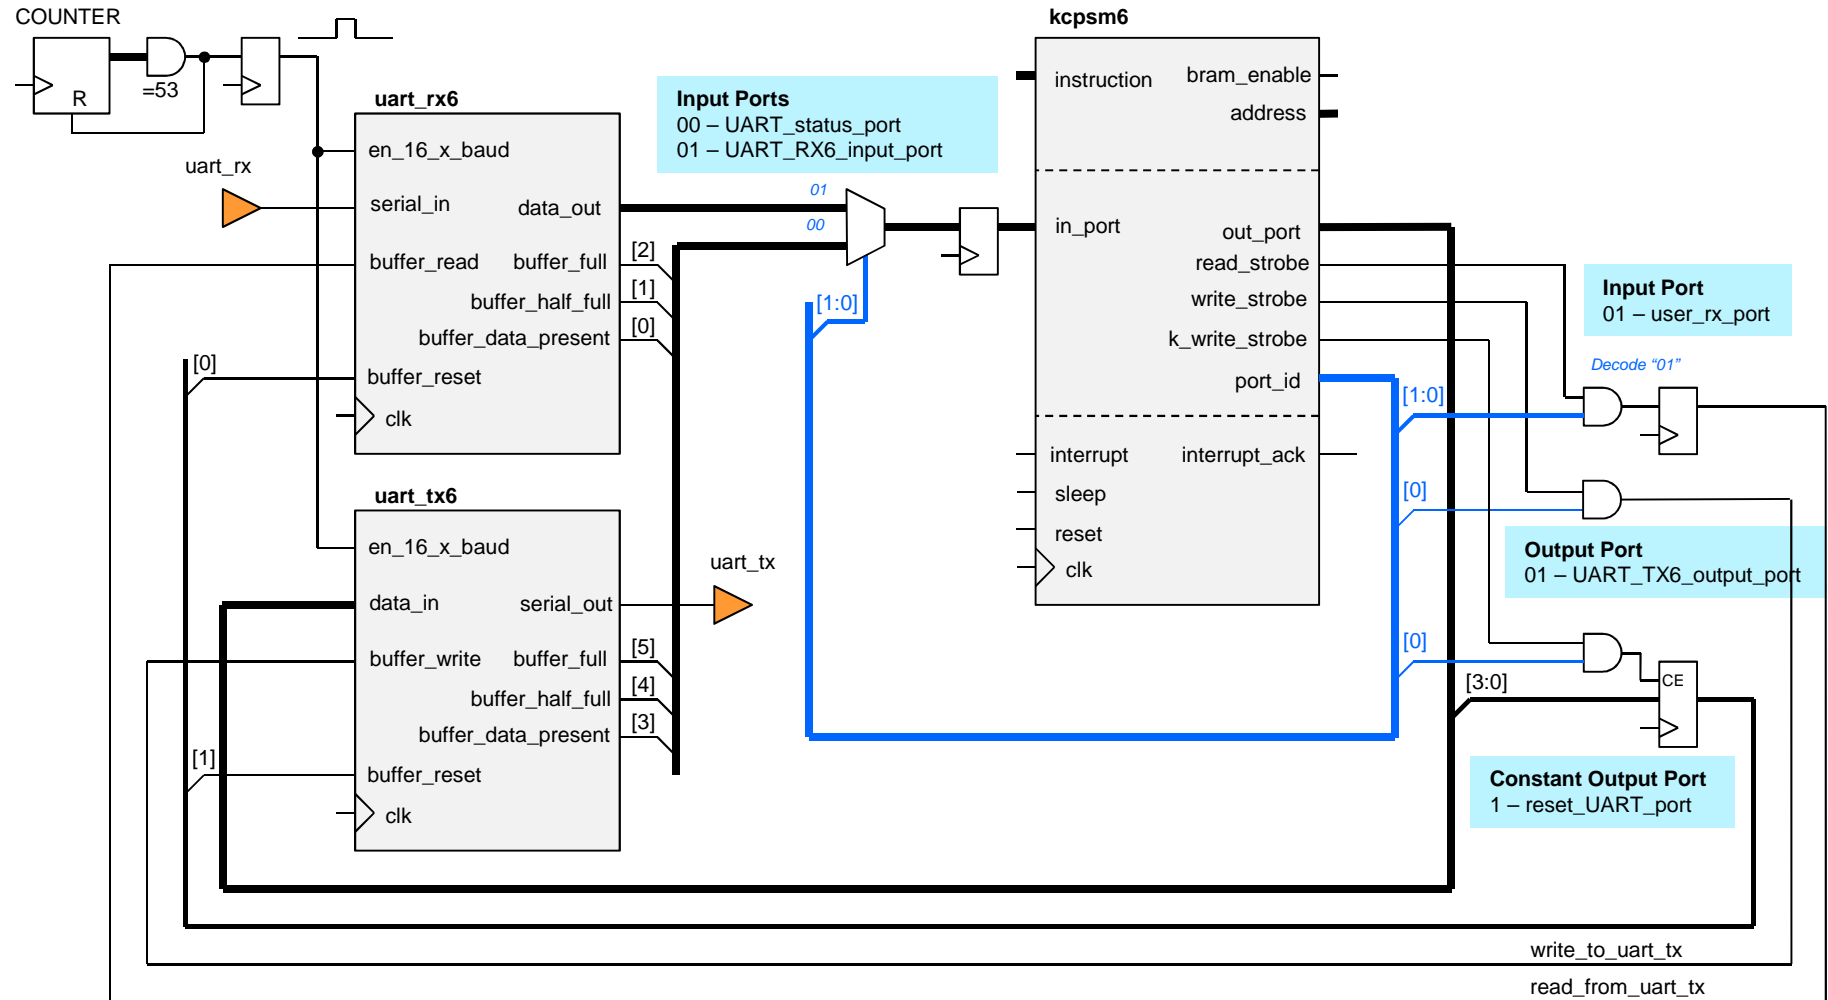 COUNTER
=53
R
uart_rx6
en_16_x_baud
uart_rx
serial_in
data_out
buffer_read
buffer_full
[2]
buffer_half_full
[1]
buffer_data_present
[0]
[0]
buffer_reset
clk
Input Ports
00 – UART_status_port
01 – UART_RX6_input_port
01
00
[1:0]
kcpsm6
instruction
bram_enable
address
in_port
out_port
read_strobe
write_strobe
k_write_strobe
port_id
interrupt
interrupt_ack
sleep
reset
clk
Input Port
01 – user_rx_port
Decode “01”
[1:0]
[0]
Output Port
01 – UART_TX6_output_port
[0]
[3:0]
CE
Constant Output Port
1 – reset_UART_port
uart_tx6
en_16_x_baud
uart_tx
data_in
serial_out
buffer_write
buffer_full
[5]
buffer_half_full
[4]
buffer_data_present
[3]
[1]
buffer_reset
clk
write_to_uart_tx
read_from_uart_tx